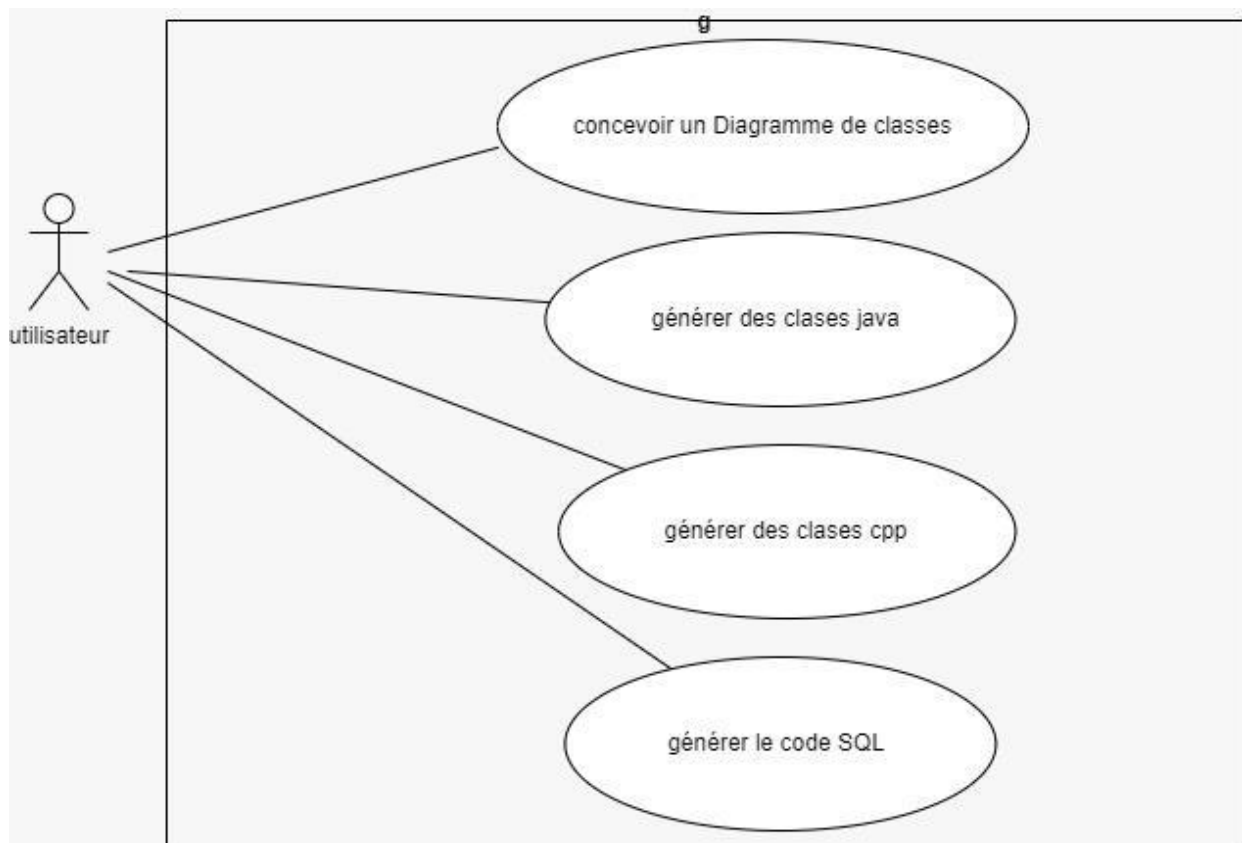 g
concevoir un Diagramme de classes
utilisateur
générer des clases java
générer des clases cpp
générer le code SQL